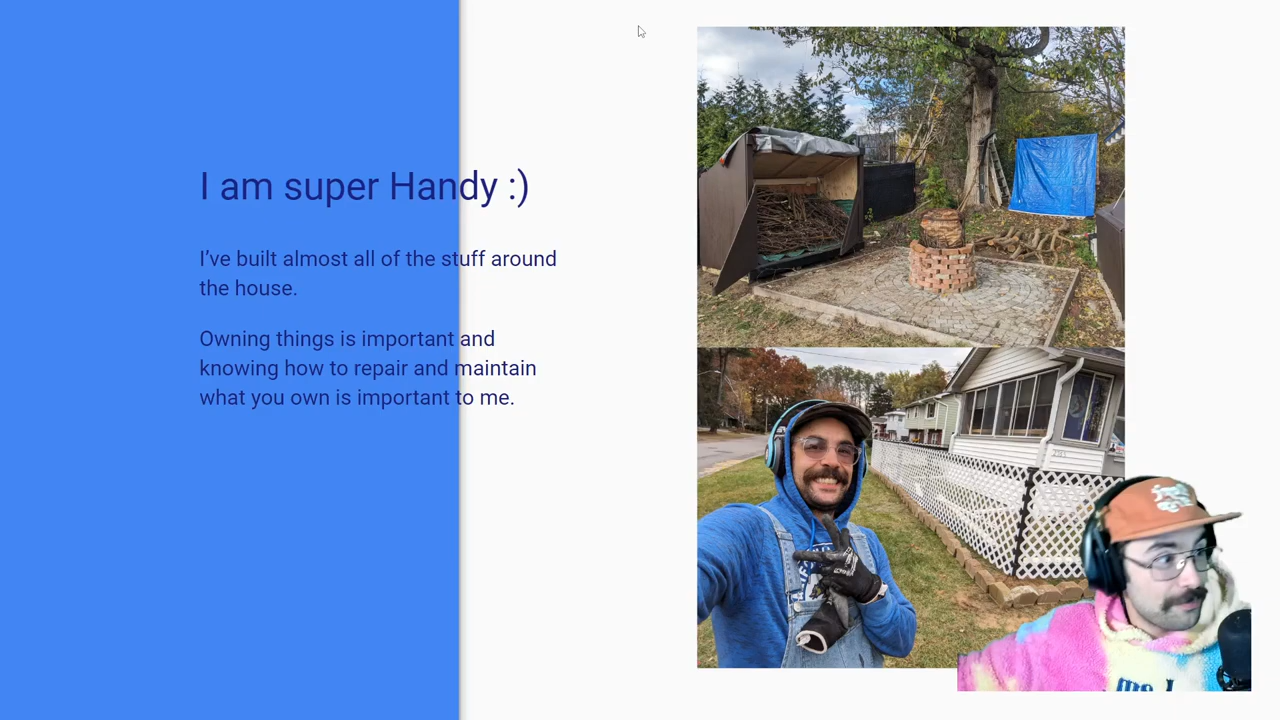 I am super Handy :)
I’ve built almost all of the stuff around
the house.
Owning things is important and
knowing how to repair and maintain
what you own is important to me.